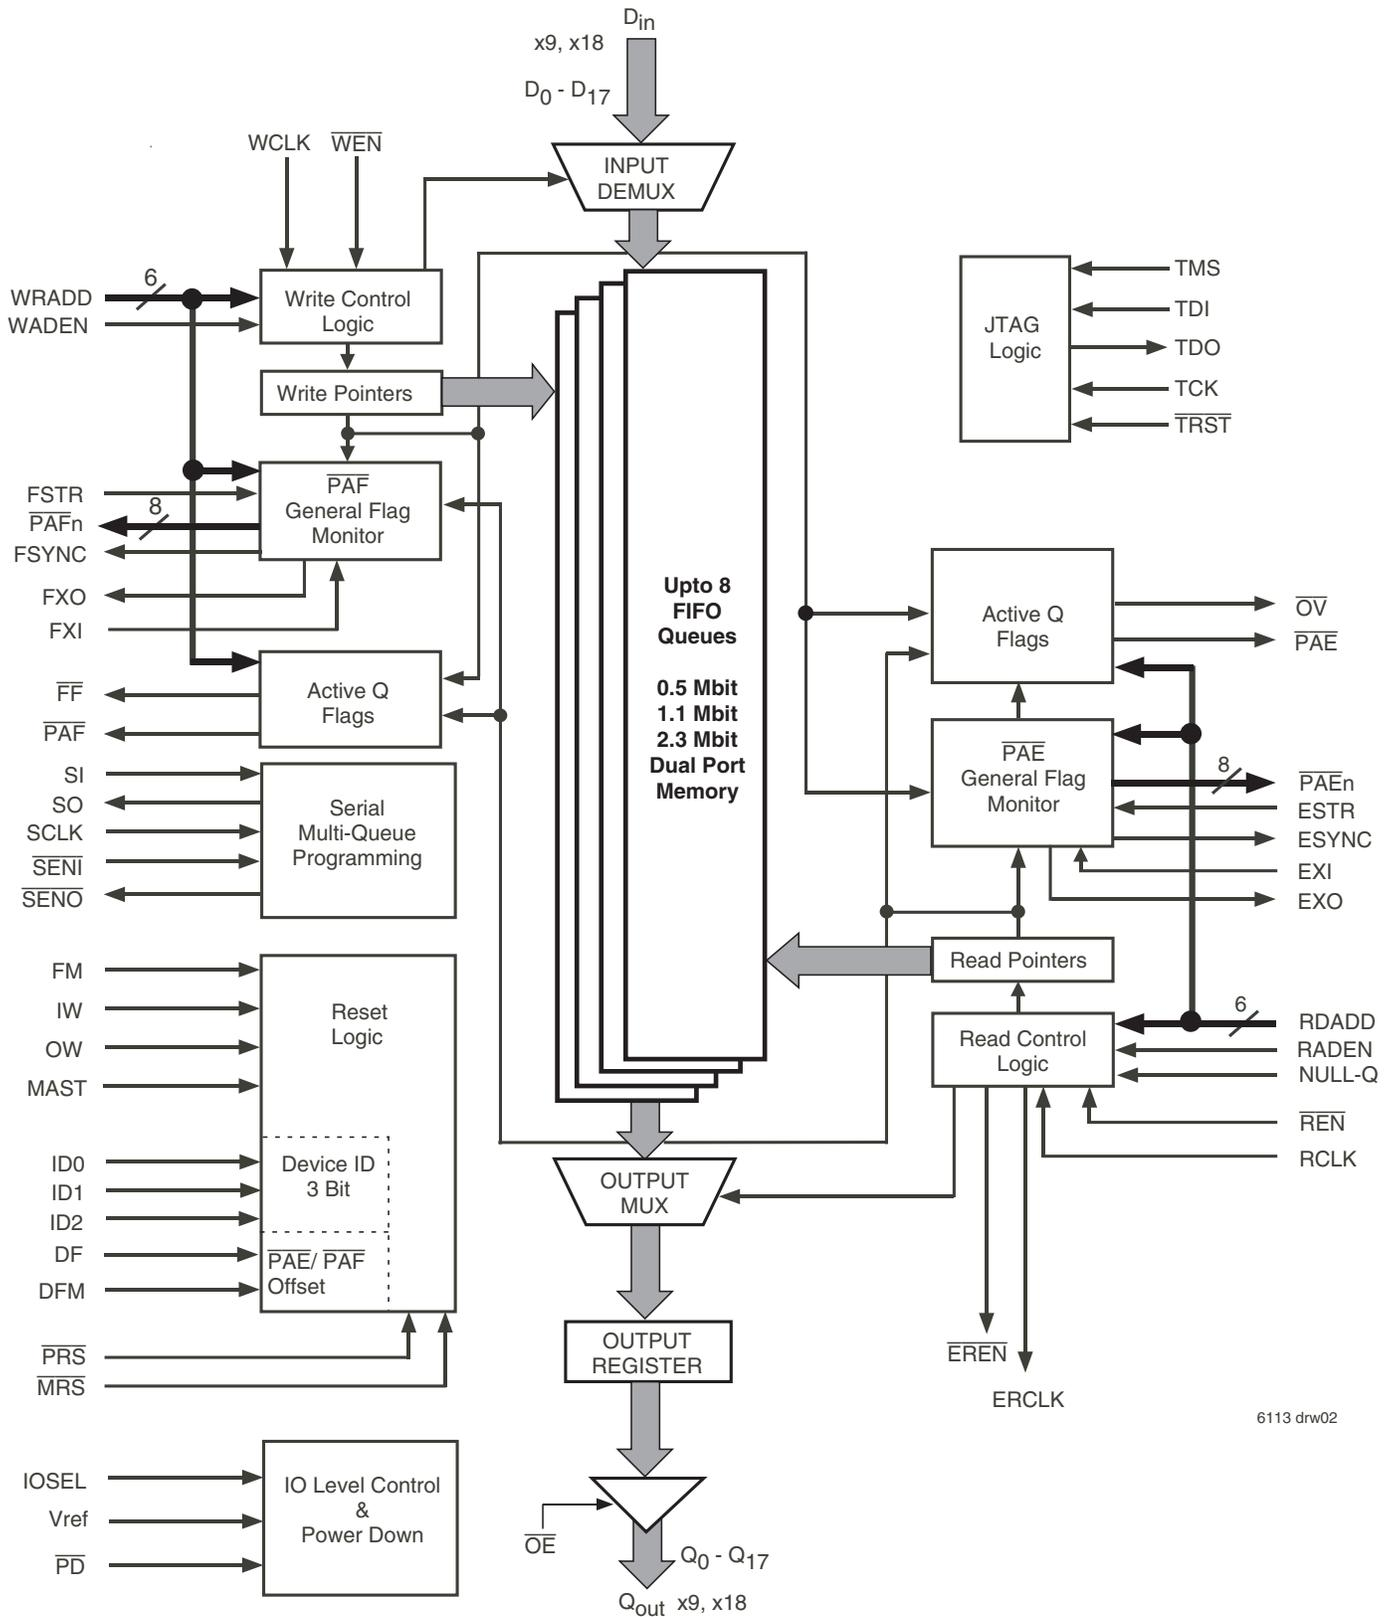 Din
x9, x18
D0 - D17
WCLK
WEN
INPUT
DEMUX
WRADD
6
WADEN
Write Control
Logic
Write Pointers
FSTR
PAFn
8
FSYNC
FXO
FXI
PAF
General Flag
Monitor
FF
PAF
Active Q
Flags
SI
SO
SCLK
SENI
SENO
Serial
Multi-Queue
Programming
FM
IW
OW
MAST
ID0
ID1
ID2
DF
DFM
PRS
MRS
Reset
Logic
Device ID
3 Bit
PAE/ PAF
Offset
IOSEL
Vref
PD
IO Level Control
&
Power Down
Upto 8
FIFO
Queues
0.5 Mbit
1.1 Mbit
2.3 Mbit
Dual Port
Memory
OUTPUT
MUX
OUTPUT
REGISTER
OE
Q0 - Q17
Qout x9, x18
JTAG
Logic
TMS
TDI
TDO
TCK
TRST
Active Q
Flags
OV
PAE
PAE
General Flag
Monitor
8
PAEn
ESTR
ESYNC
EXI
EXO
Read Pointers
Read Control
Logic
6
RDADD
RADEN
NULL-Q
REN
RCLK
EREN
ERCLK
6113 drw02